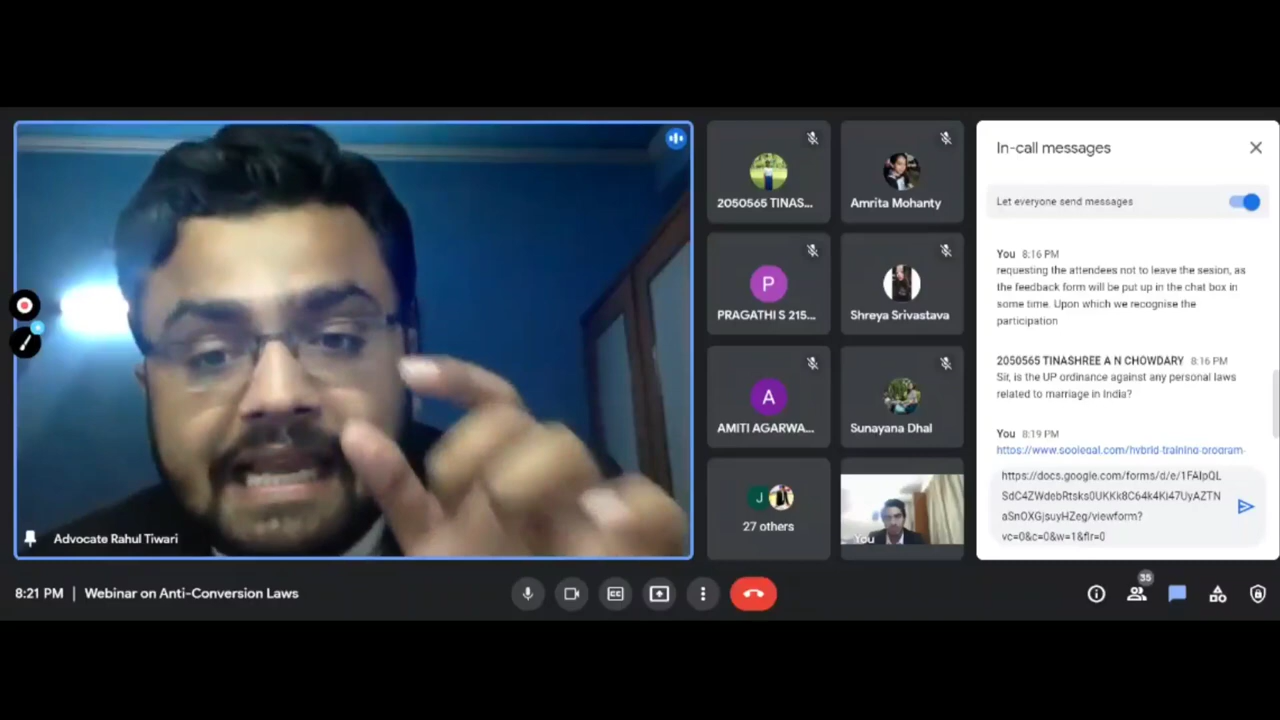 Advocate Rahul Tiwari
2050565 TINAS...
Amrita Mohanty
P
PRAGATHI S 215...
Shreya Srivastava
A
AMITI AGARWA...
Sunayana Dhal
J
27 others
You
In-call messages
Let everyone send messages
You 8:16 PM
requesting the attendees not to leave the sesion, as
the feedback form will be put up in the chat box in
some time. Upon which we recognise the
participation
2050565 TINASHREE A N CHOWDARY 8:16 PM
Sir, is the UP ordinance against any personal laws
related to marriage in India?
You 8:19 PM
https://www.soolegal.com/hybrid-training-program-
https://docs.google.com/forms/d/e/1FAIpQL
SdC4ZWdebRtsks0UKKk8C64k4Ki47UyAZTN
aSnOXGjsuyHZeg/viewform?
vc=0&c=0&w=1&flr=0
8:21 PM | Webinar on Anti-Conversion Laws
CC
35